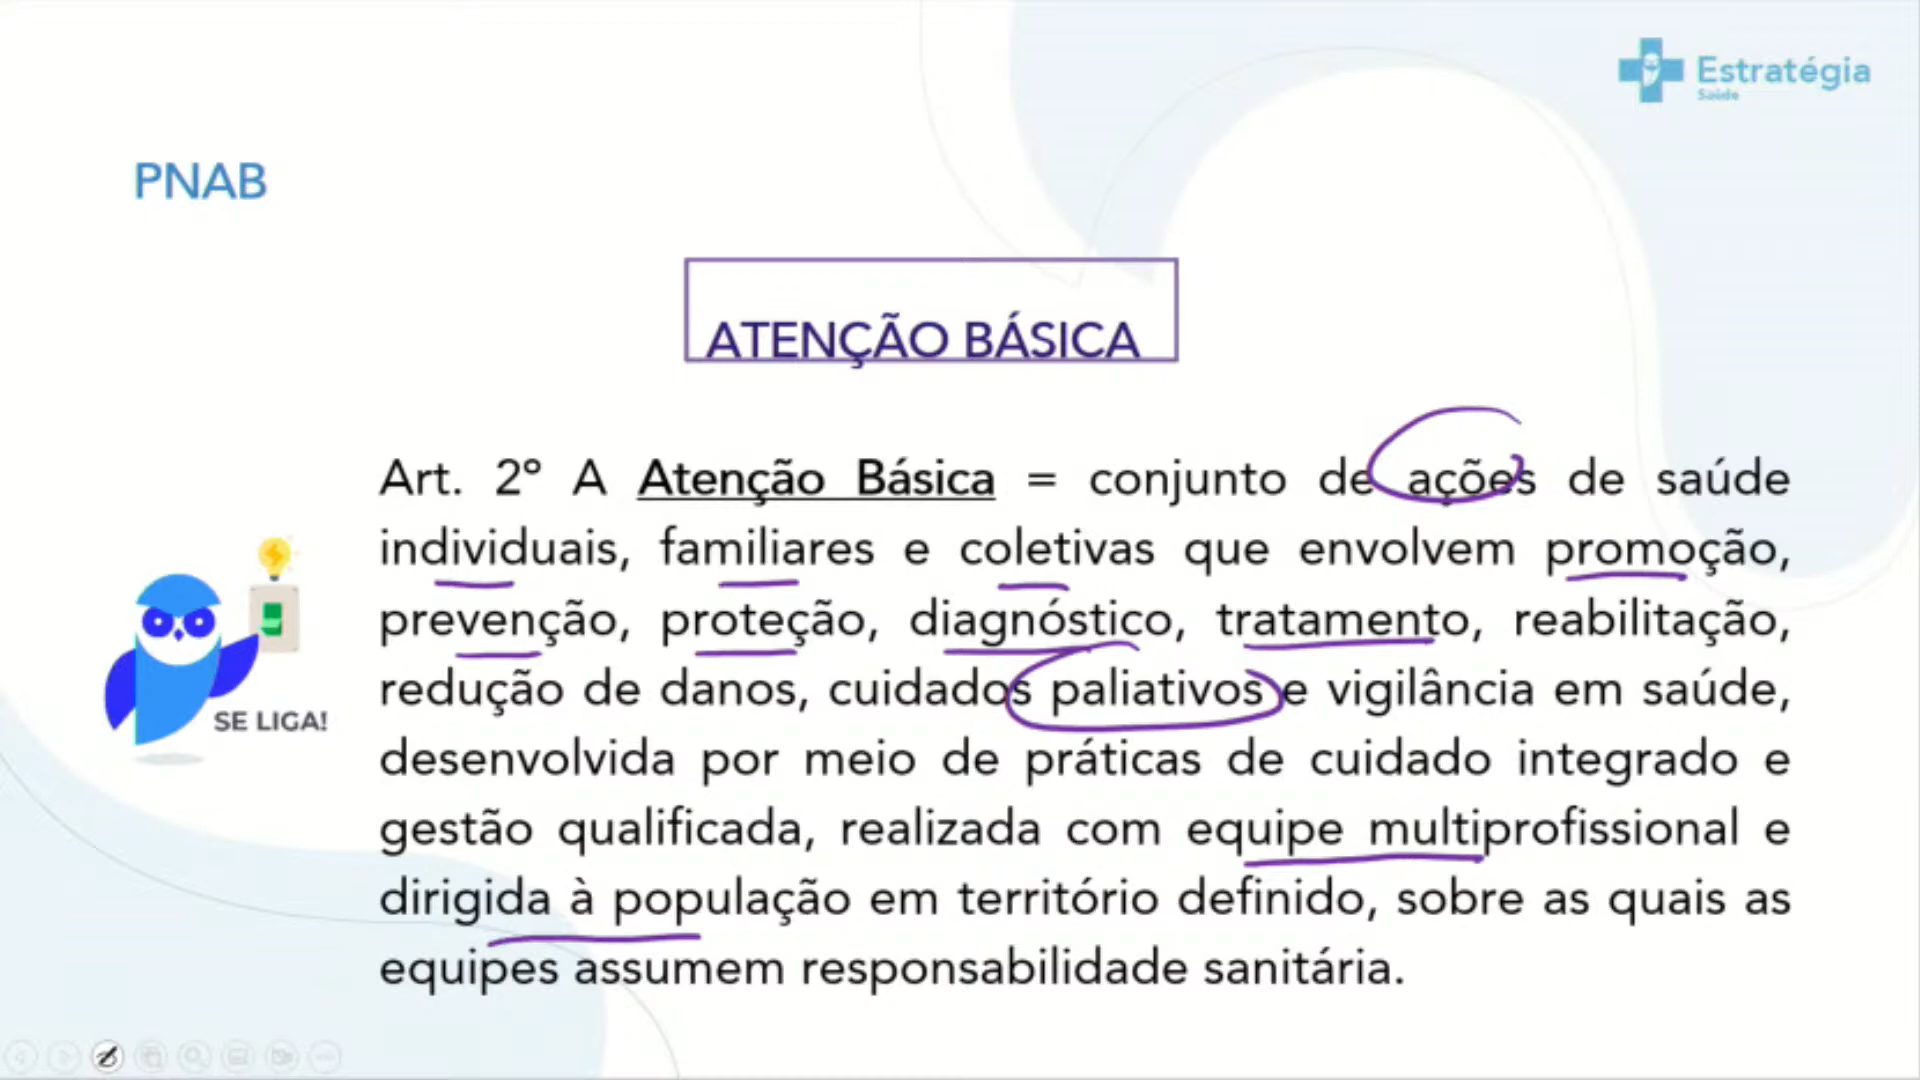 Estratégia
Saúde
PNAB
ATENÇÃO BÁSICA
Art. 2º A Atenção Básica = conjunto de ações de saúde
individuais, familiares e coletivas que envolvem promoção,
prevenção, proteção, diagnóstico, tratamento, reabilitação,
redução de danos, cuidados paliativos e vigilância em saúde,
desenvolvida por meio de práticas de cuidado integrado e
gestão qualificada, realizada com equipe multiprofissional e
dirigida à população em território definido, sobre as quais as
equipes assumem responsabilidade sanitária.
SE LIGA!